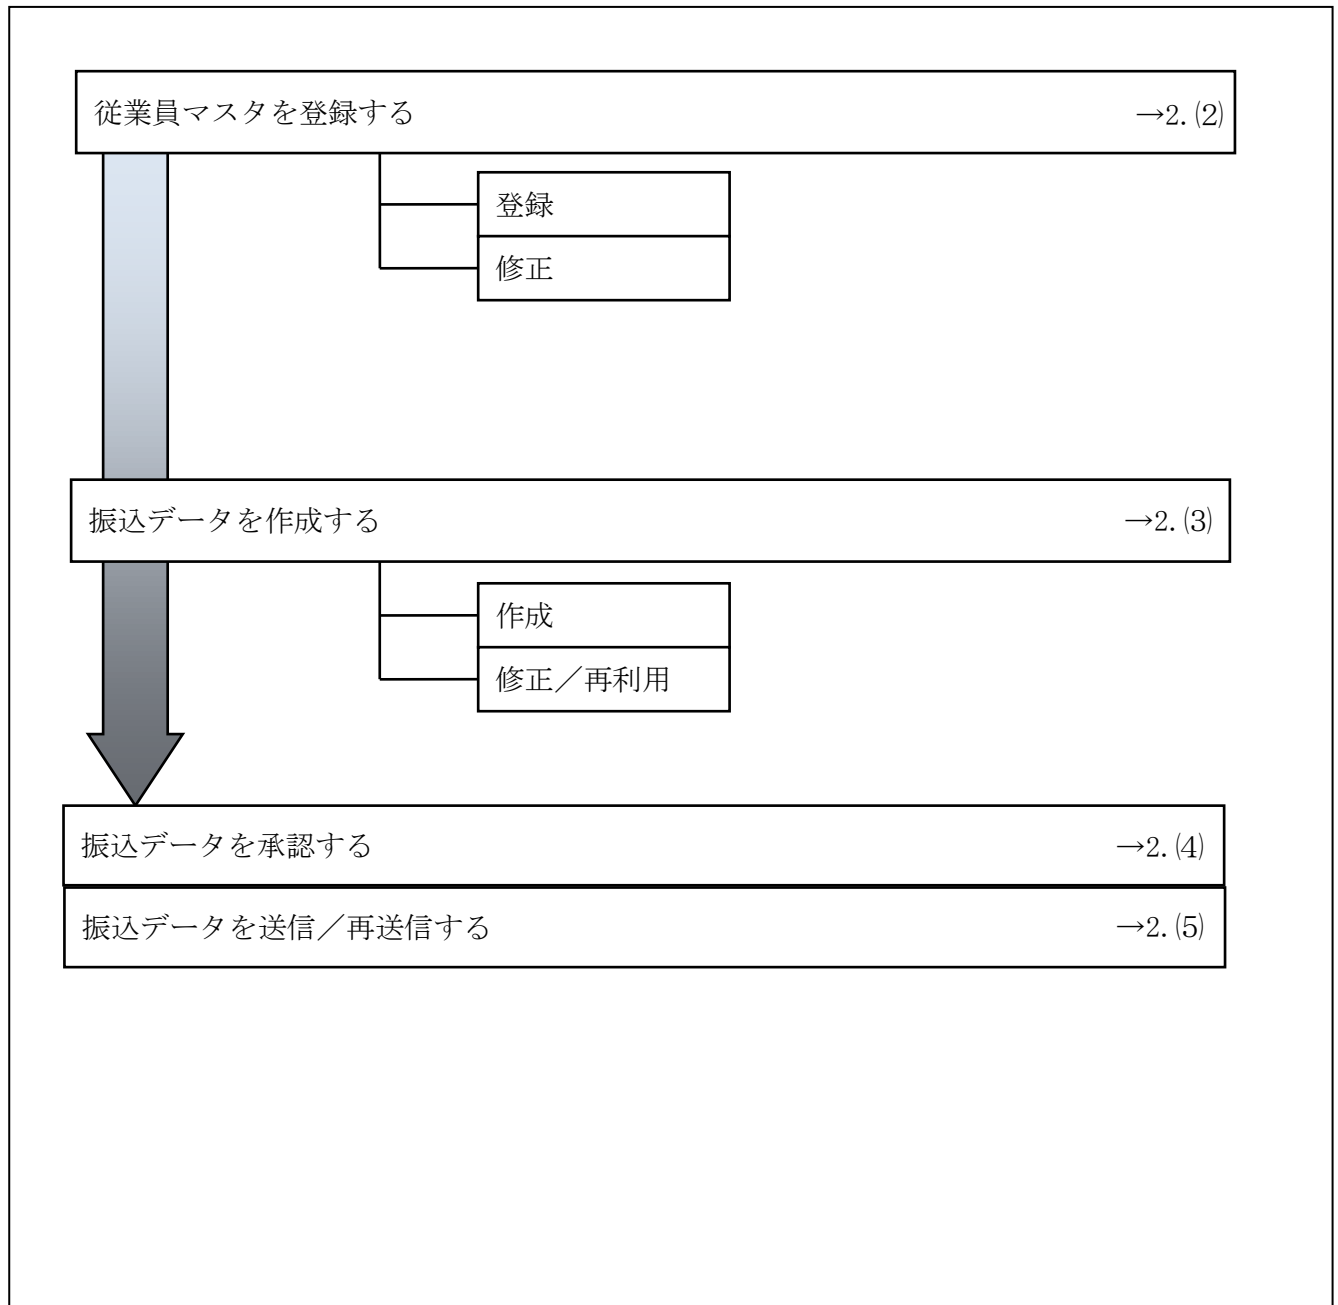 従業員マスタを登録する →2.⑵
登録
修正
振込データを作成する →2.⑶
作成
修正／再利用
振込データを承認する →2.⑷
振込データを送信／再送信する →2.⑸